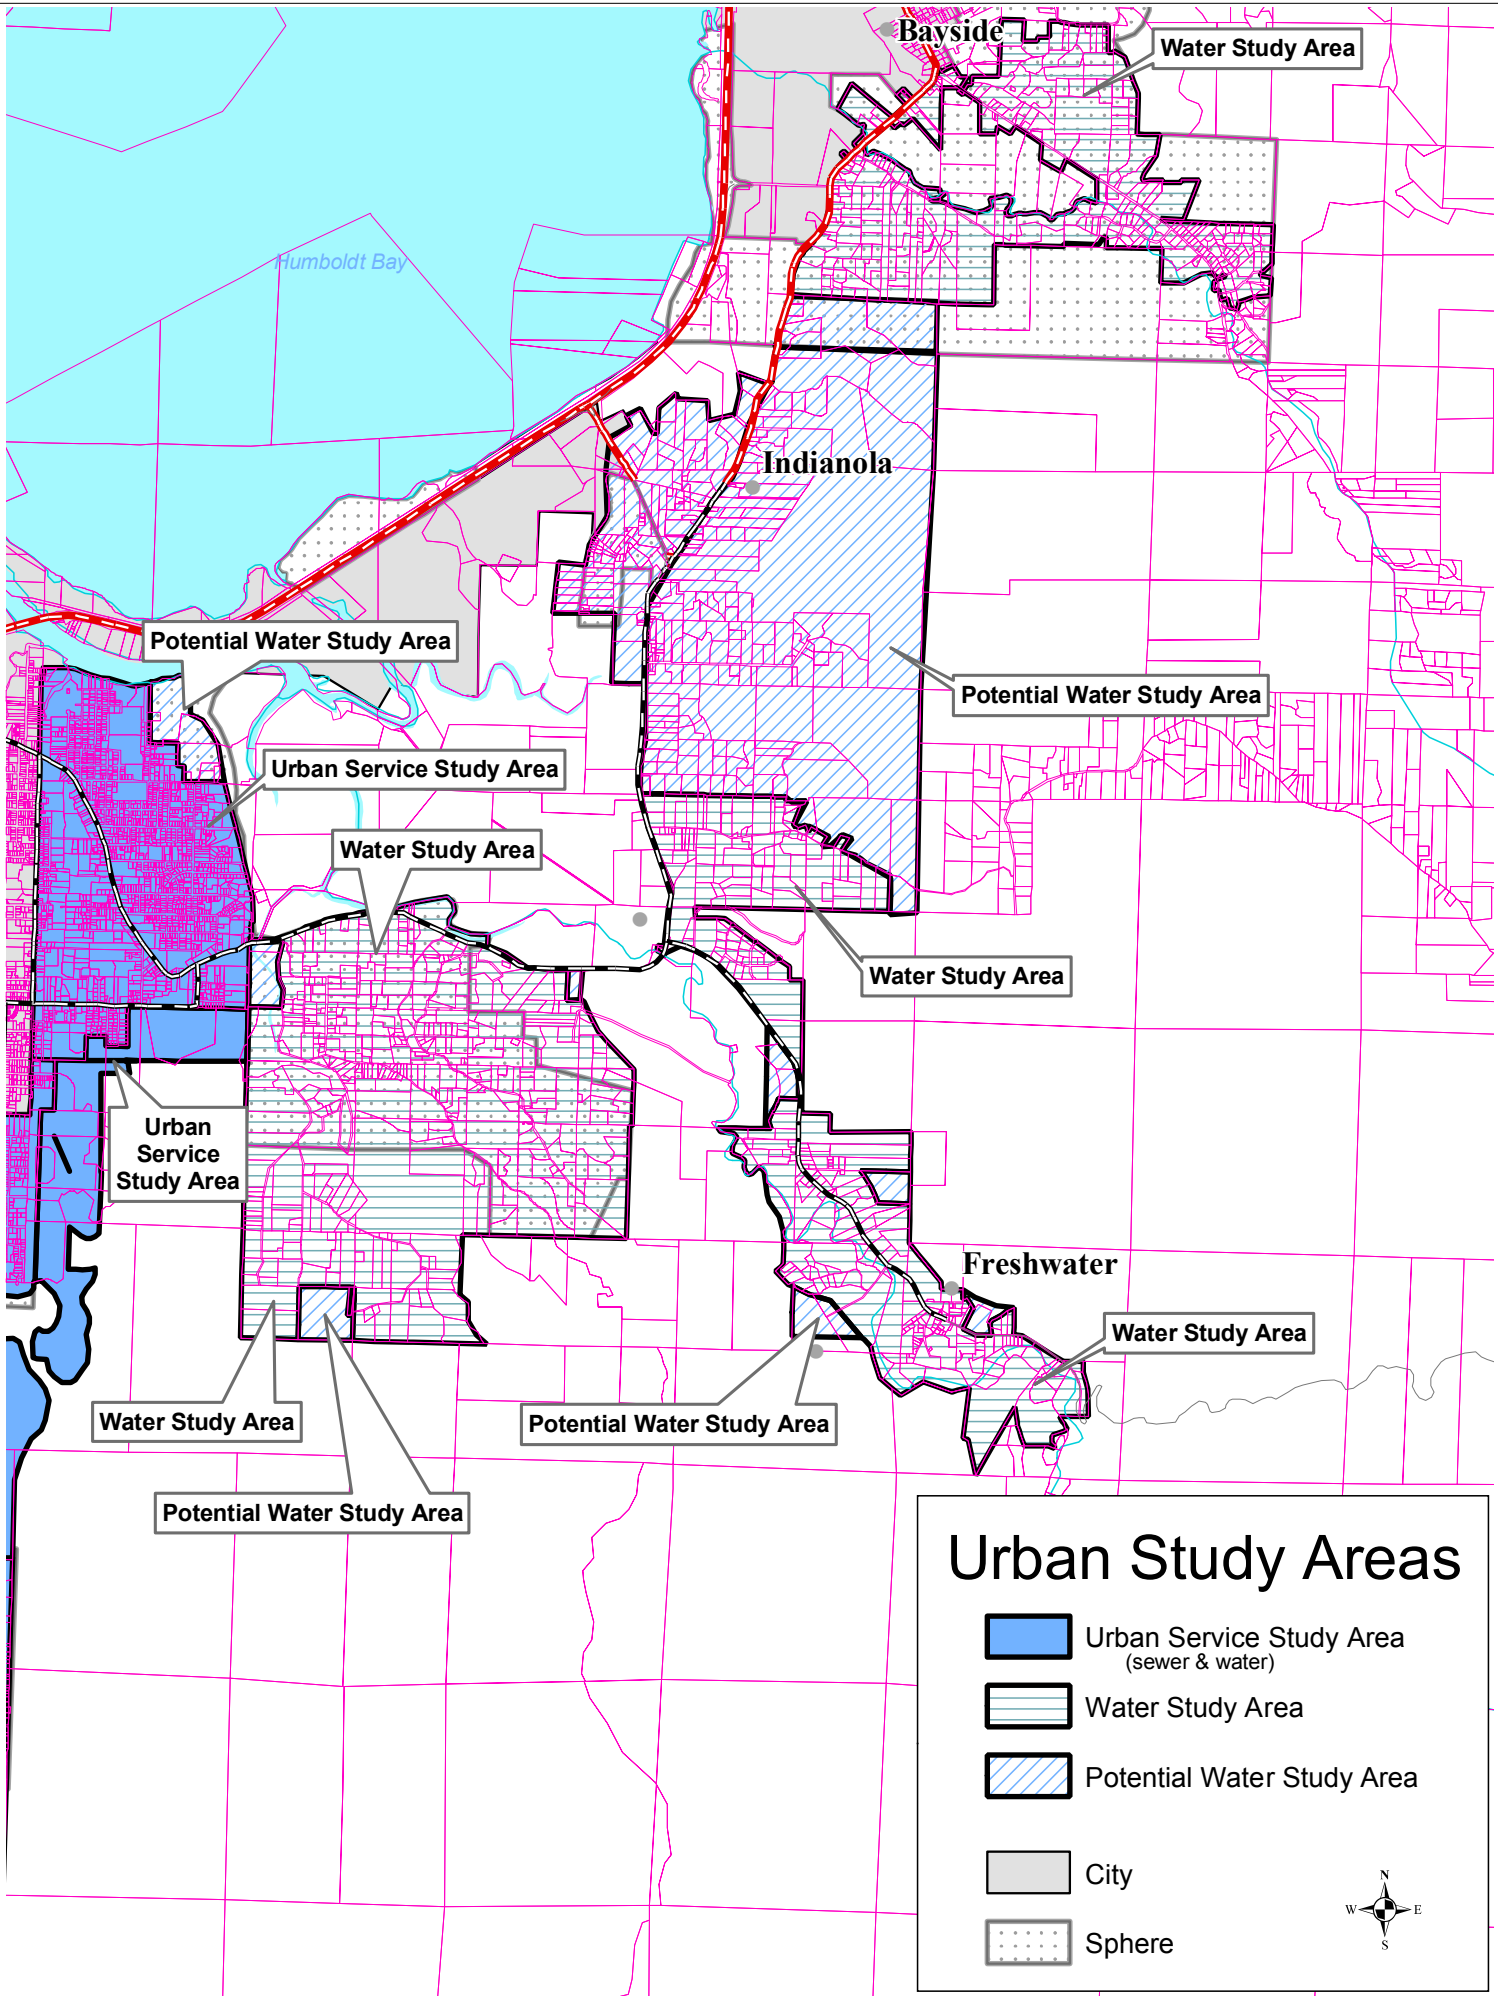 Bayside
Water Study Area
Humboldt Bay
Indianola
Potential Water Study Area
Potential Water Study Area
Urban Service Study Area
Water Study Area
Water Study Area
Urban
Service
Study Area
Freshwater
Water Study Area
Water Study Area
Potential Water Study Area
Potential Water Study Area
Urban Study Areas
Urban Service Study Area
(sewer & water)
Water Study Area
Potential Water Study Area
City
Sphere
N
W E
S